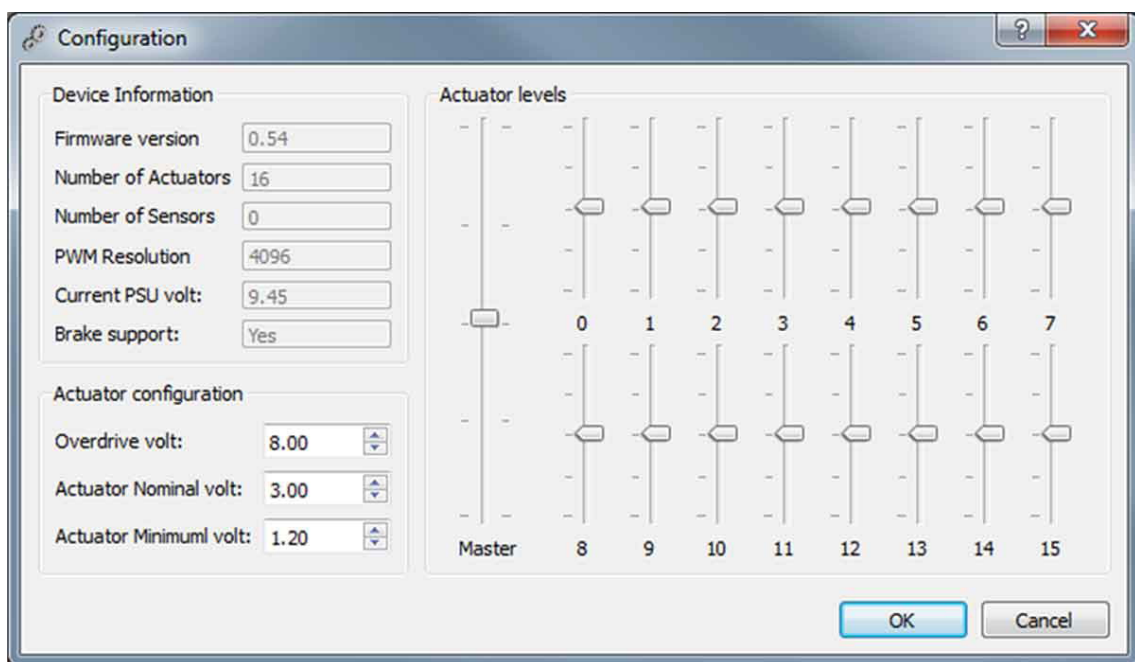 Configuration
?
Device Information
Firmware version 0.54
Number of Actuators 16
Number of Sensors 0
PWM Resolution 4096
Current PSU volt: 9.45
Brake support: Yes
Actuator configuration
Overdrive volt: 8.00
Actuator Nominal volt: 3.00
Actuator Minimuml volt: 1.20
Actuator levels
0 1 2 3 4 5 6 7
Master 8 9 10 11 12 13 14 15
OK Cancel